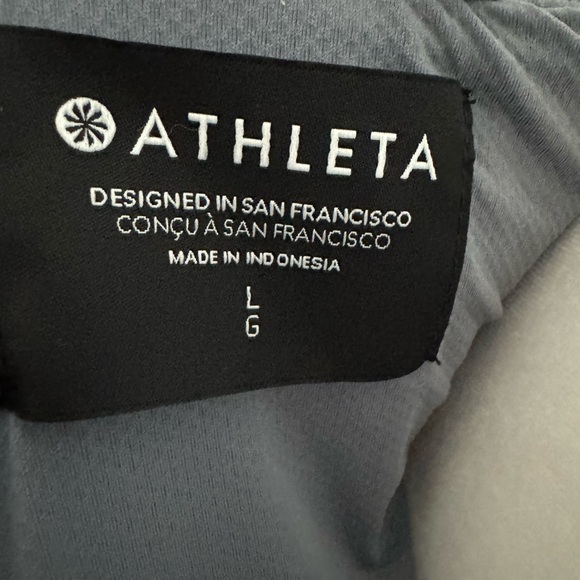 ATHLETA
DESIGNED IN SAN FRANCISCO
CONÇU À SAN FRANCISCO
MADE IN INDONESIA
L
G